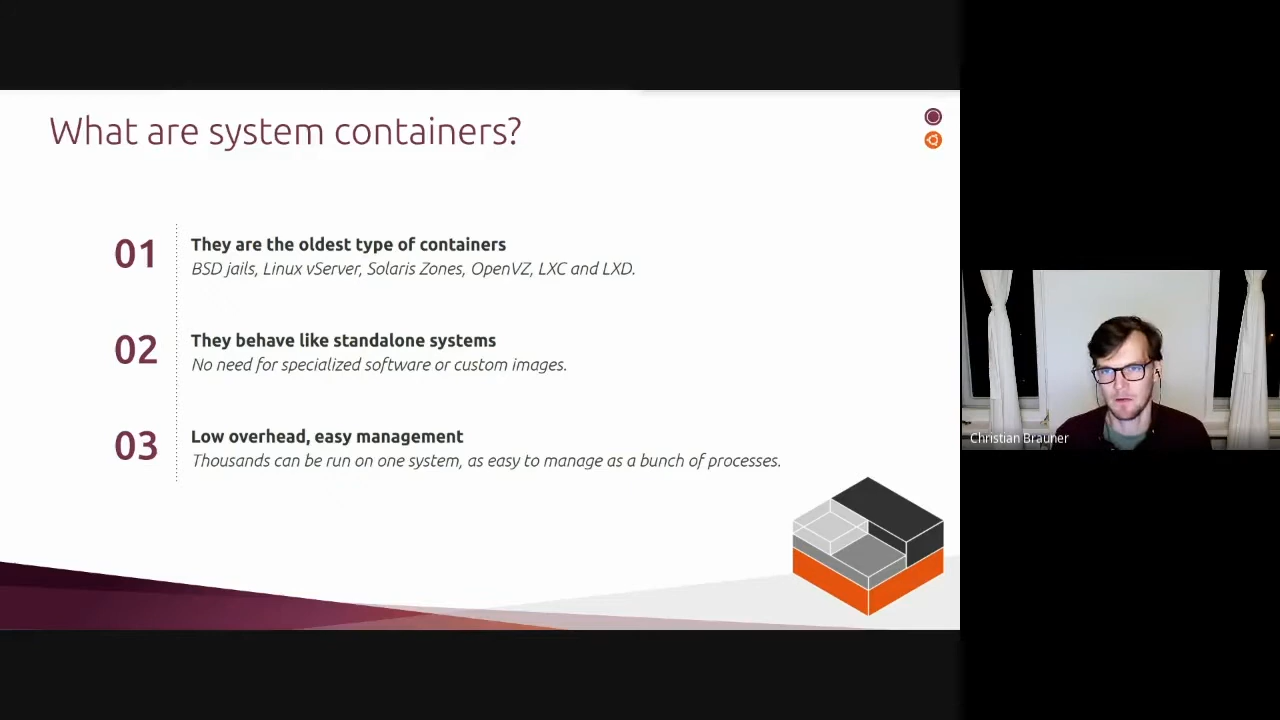 What are system containers?
01
They are the oldest type of containers
BSD jails, Linux vServer, Solaris Zones, OpenVZ, LXC and LXD.
02
They behave like standalone systems
No need for specialized software or custom images.
03
Low overhead, easy management
Thousands can be run on one system, as easy to manage as a bunch of processes.
Christian Brauner